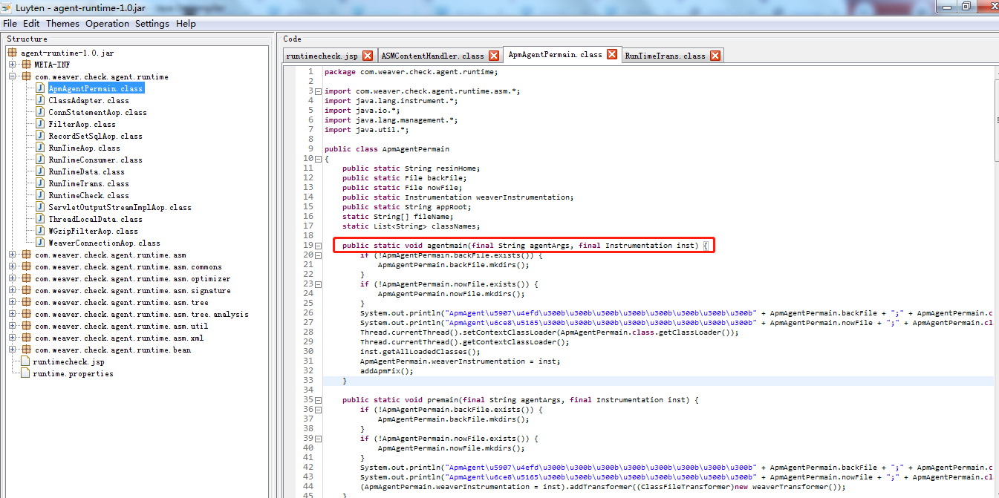 Luyten - agent-runtime-1.0.jar
File Edit Themes Operation Settings Help
Structure
agent-runtime-1.0.jar
META-INF
com.weaver.check.agent.runtime
ApmAgentPermain.class
ClassAdapter.class
ConnStatementAop.class
FilterAop.class
RecordSetSqlAop.class
RunTimeAop.class
RunTimeConsumer.class
RunTimeData.class
RunTimeTrans.class
RuntimeCheck.class
ServletOutputStreamImplAop.class
ThreadLocalData.class
WGzipFilterAop.class
WeaverConnectionAop.class
com.weaver.check.agent.runtime.asm
com.weaver.check.agent.runtime.asm.commons
com.weaver.check.agent.runtime.asm.optimizer
com.weaver.check.agent.runtime.asm.signature
com.weaver.check.agent.runtime.asm.tree
com.weaver.check.agent.runtime.asm.tree.analysis
com.weaver.check.agent.runtime.asm.util
com.weaver.check.agent.runtime.asm.xml
com.weaver.check.agent.runtime.bean
runtimecheck.jsp
runtime.properties
Code
runtimecheck.jsp ASMContentHandler.class ApmAgentPermain.class RunTimeTrans.class
1 package com.weaver.check.agent.runtime;
2
3 import com.weaver.check.agent.runtime.asm.*;
4 import java.lang.instrument.*;
5 import java.io.*;
6 import java.lang.management.*;
7 import java.util.*;
8
9 public class ApmAgentPermain
10 {
11 public static String resinHome;
12 public static File backFile;
13 public static File nowFile;
14 public static Instrumentation weaverInstrumentation;
15 public static String appRoot;
16 static String[] fileName;
17 static List<String> classNames;
18
19 public static void agentmain(final String agentArgs, final Instrumentation inst) {
20 if (!ApmAgentPermain.backFile.exists()) {
21 ApmAgentPermain.backFile.mkdirs();
22 }
23 if (!ApmAgentPermain.nowFile.exists()) {
24 ApmAgentPermain.nowFile.mkdirs();
25 }
26 System.out.println("ApmAgent\u5907\u4efd\u300b\u300b\u300b\u300b\u300b\u300b\u300b\u300b" + ApmAgentPermain.backFile + ";" + ApmAgentPermain.c
27 System.out.println("ApmAgent\u6ce8\u5165\u300b\u300b\u300b\u300b\u300b\u300b\u300b\u300b" + ApmAgentPermain.nowFile + ";" + ApmAgentPermain.cl
28 Thread.currentThread().setContextClassLoader(ApmAgentPermain.class.getClassLoader());
29 Thread.currentThread().getContextClassLoader();
30 inst.getAllLoadedClasses();
31 ApmAgentPermain.weaverInstrumentation = inst;
32 addApmFix();
33 }
34
35 public static void premain(final String agentArgs, final Instrumentation inst) {
36 if (!ApmAgentPermain.backFile.exists()) {
37 ApmAgentPermain.backFile.mkdirs();
38 }
39 if (!ApmAgentPermain.nowFile.exists()) {
40 ApmAgentPermain.nowFile.mkdirs();
41 }
42 System.out.println("ApmAgent\u5907\u4efd\u300b\u300b\u300b\u300b\u300b\u300b\u300b\u300b" + ApmAgentPermain.backFile + ";" + ApmAgentPermain.c
43 System.out.println("ApmAgent\u6ce8\u5165\u300b\u300b\u300b\u300b\u300b\u300b\u300b\u300b" + ApmAgentPermain.nowFile + ";" + ApmAgentPermain.cl
44 (ApmAgentPermain.weaverInstrumentation = inst).addTransformer((ClassFileTransformer)new weaverTransformer());
45 }